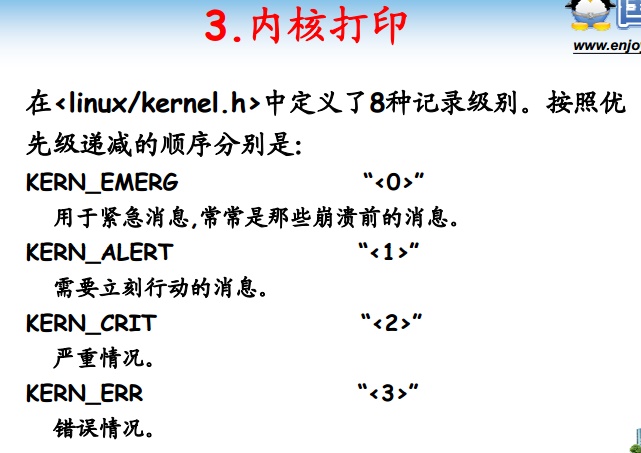 3.内核打印
www.enjoy
在<linux/kernel.h>中定义了8种记录级别。按照优
先级递减的顺序分别是:
KERN_EMERG “<0>”
用于紧急消息,常常是那些崩溃前的消息。
KERN_ALERT “<1>”
需要立刻行动的消息。
KERN_CRIT “<2>”
严重情况。
KERN_ERR “<3>”
错误情况。